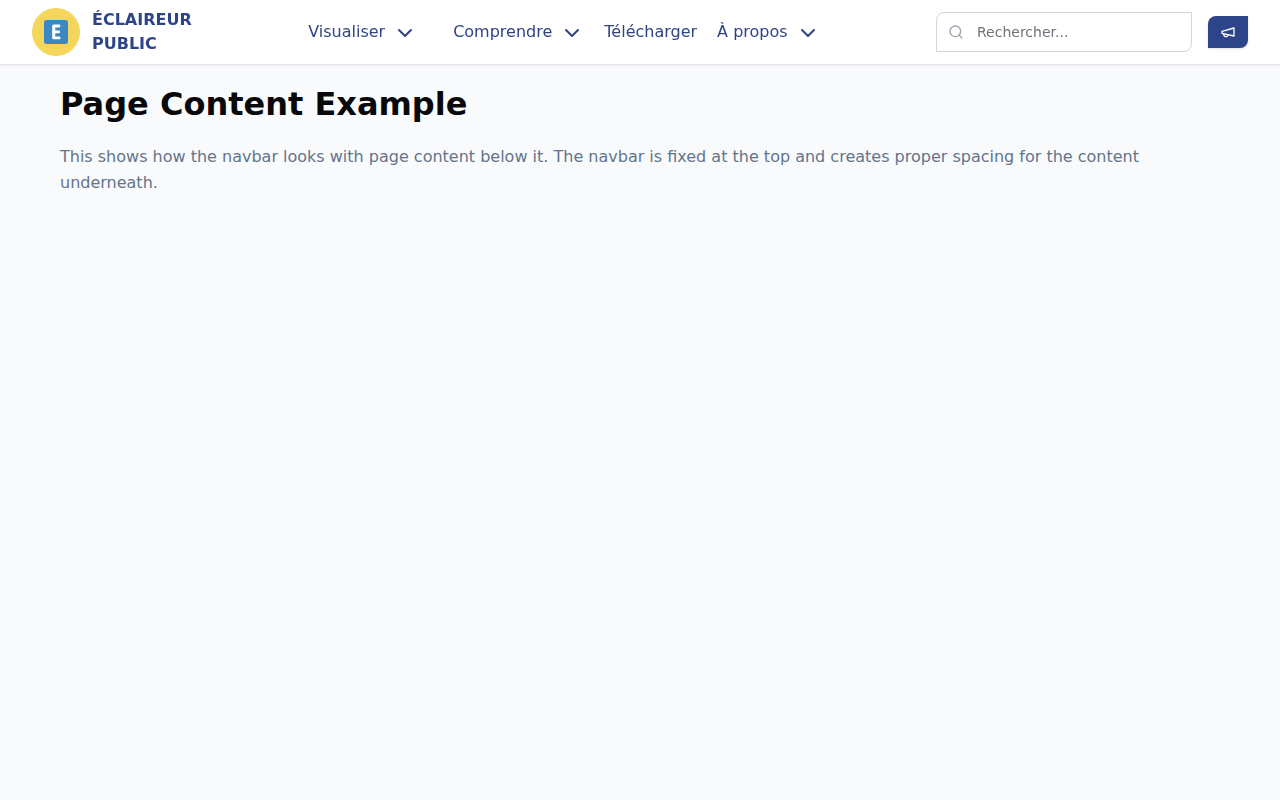 E
ÉCLAIREUR
PUBLIC
Visualiser
Comprendre
Télécharger
À propos
Rechercher...
Page Content Example
This shows how the navbar looks with page content below it. The navbar is fixed at the top and creates proper spacing for the content
underneath.